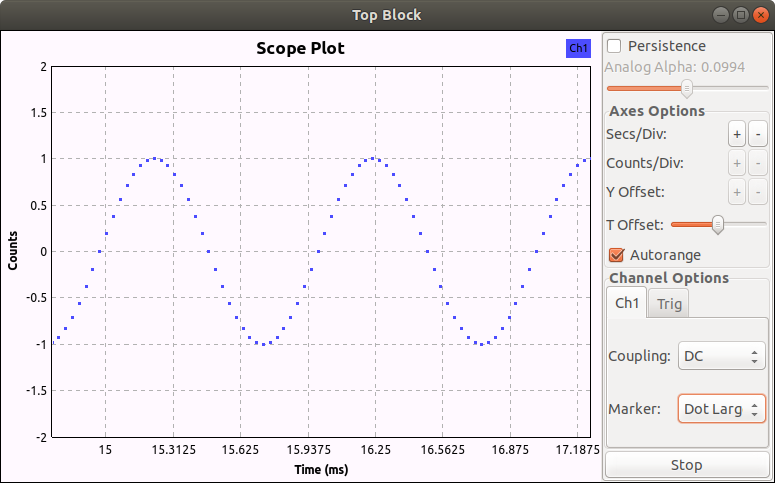 Top Block
Scope Plot
Ch1
2
1.5
1
0.5
0
-0.5
-1
-1.5
-2
Counts
15 15.3125 15.625 15.9375 16.25 16.5625 16.875 17.1875
Time (ms)
Persistence
Analog Alpha: 0.0994
Axes Options
Secs/Div: + -
Counts/Div: + -
Y Offset: + -
T Offset:
Autorange
Channel Options
Ch1 Trig
Coupling: DC
Marker: Dot Larg
Stop